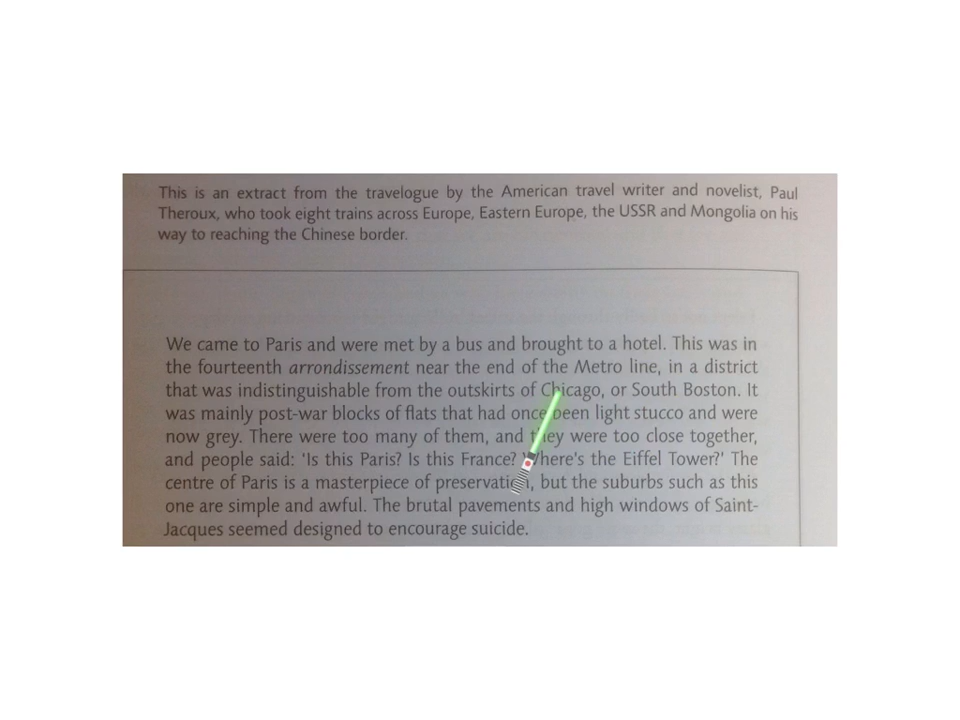 This is an extract from the travelogue by the American travel writer and novelist, Paul
Theroux, who took eight trains across Europe, Eastern Europe, the USSR and Mongolia on his
way to reaching the Chinese border.
We came to Paris and were met by a bus and brought to a hotel. This was in
the fourteenth arrondissement near the end of the Metro line, in a district
that was indistinguishable from the outskirts of Chicago, or South Boston. It
was mainly post-war blocks of flats that had once been light stucco and were
now grey. There were too many of them, and they were too close together,
and people said: 'Is this Paris? Is this France? Where's the Eiffel Tower?' The
centre of Paris is a masterpiece of preservation, but the suburbs such as this
one are simple and awful. The brutal pavements and high windows of Saint-
Jacques seemed designed to encourage suicide.